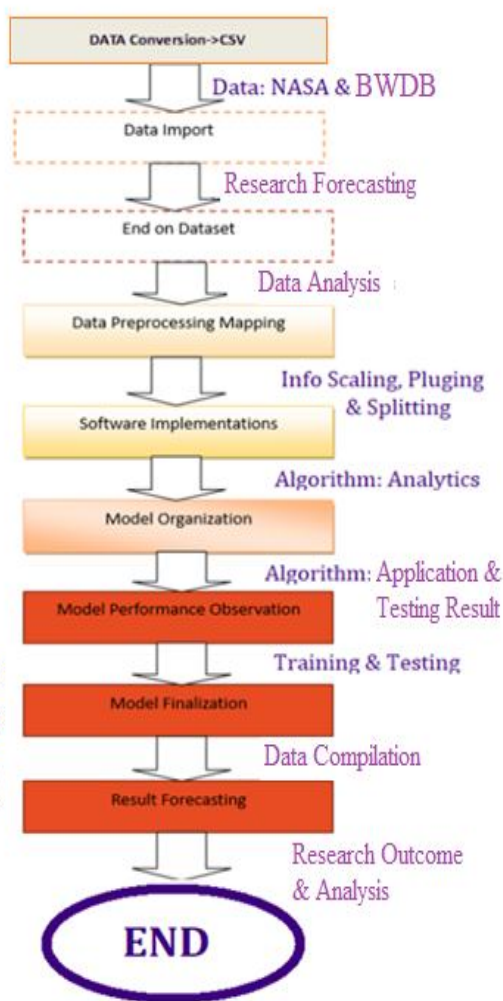 DATA Conversion->CSV
Data: NASA & BWDB
Data Import
Research Forecasting
End on Dataset
Data Analysis
Data Preprocessing Mapping
Info Scaling, Pluging
& Splitting
Software Implementations
Algorithm: Analytics
Model Organization
Algorithm: Application &
Testing Result
Model Performance Observation
Training & Testing
Model Finalization
Data Compilation
Result Forecasting
Research Outcome
& Analysis
END